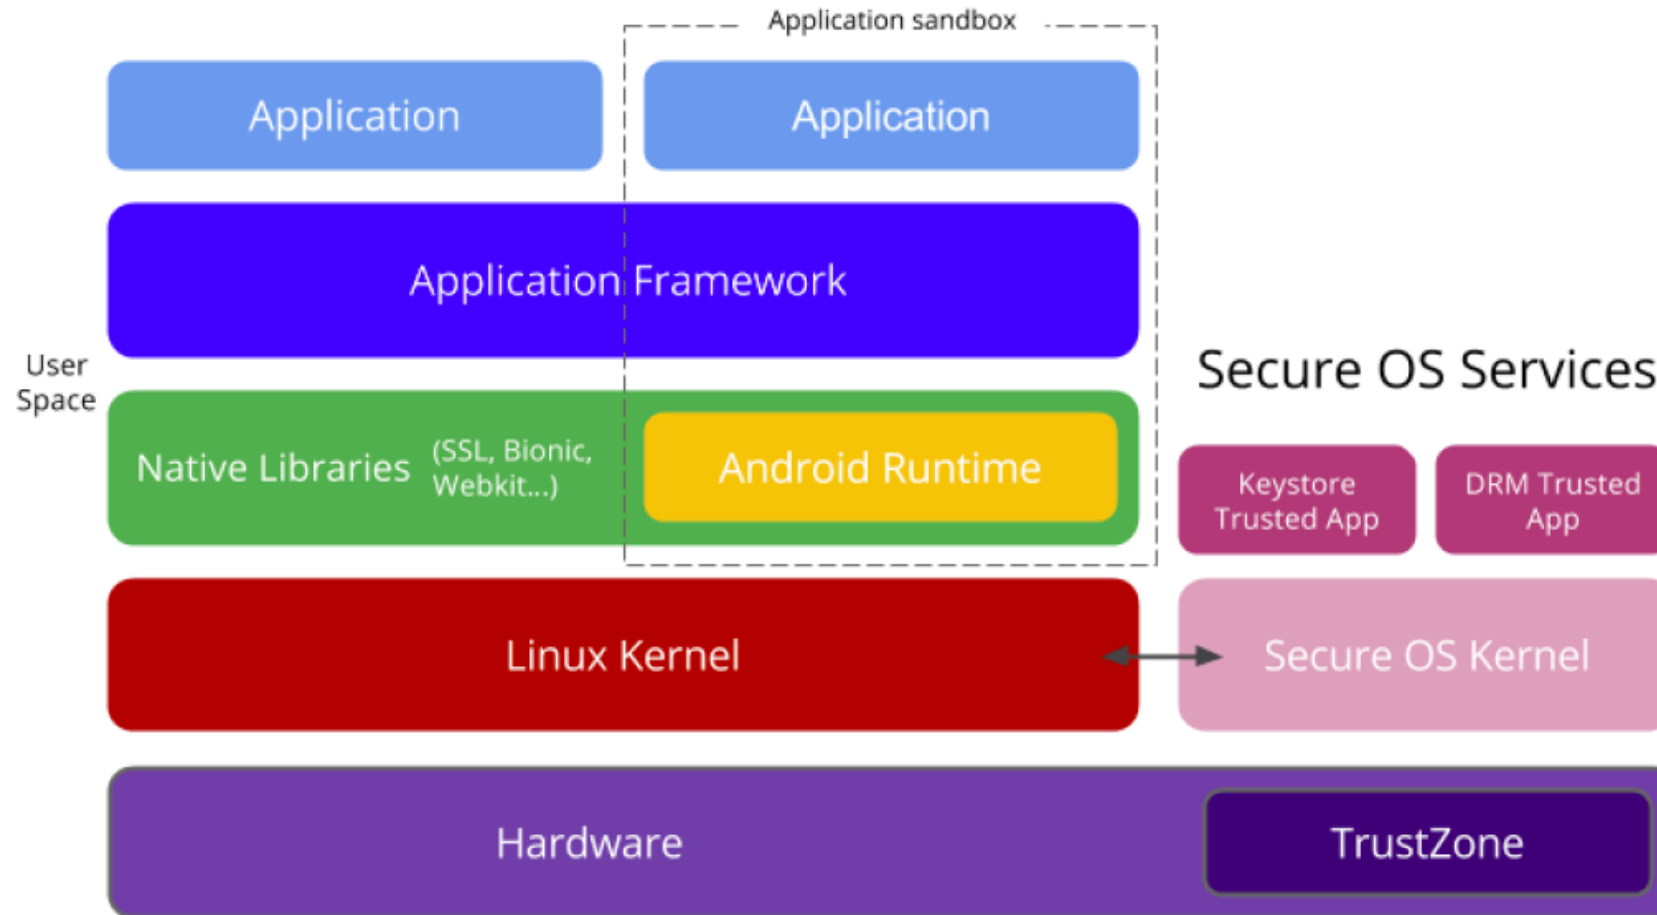 Application sandbox
Application
Application
Application Framework
User
Space
Native Libraries
(SSL, Bionic,
Webkit...)
Android Runtime
Secure OS Services
Keystore
Trusted App
DRM Trusted
App
Linux Kernel
Secure OS Kernel
Hardware
TrustZone